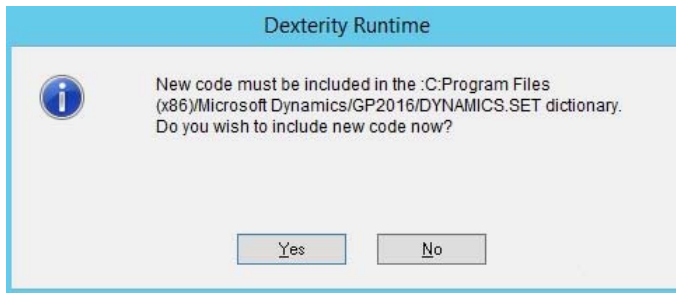 Dexterity Runtime
New code must be included in the :C:Program Files
(x86)/Microsoft Dynamics/GP2016/DYNAMICS.SET dictionary.
Do you wish to include new code now?
Yes
No